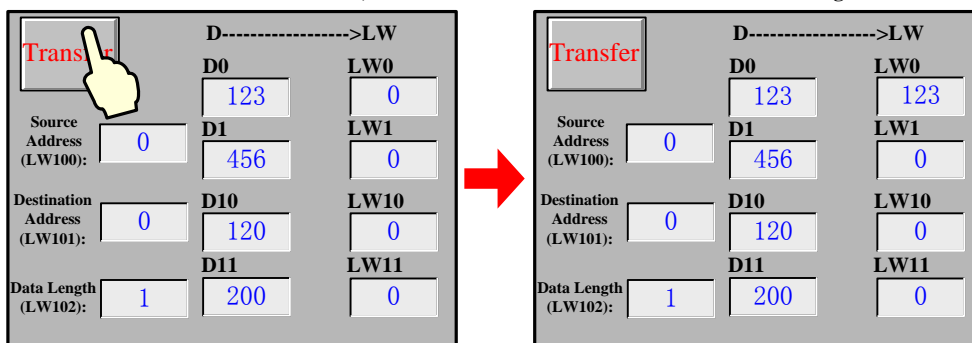 D------------------>LW
Transfer
D0 LW0
123 0
Source
Address
(LW100):
0
D1 LW1
456 0
Destination
Address
(LW101):
0
D10 LW10
120 0
Data Length
(LW102):
1
D11 LW11
200 0
D------------------>LW
Transfer
D0 LW0
123 123
Source
Address
(LW100):
0
D1 LW1
456 0
Destination
Address
(LW101):
0
D10 LW10
120 0
Data Length
(LW102):
1
D11 LW11
200 0